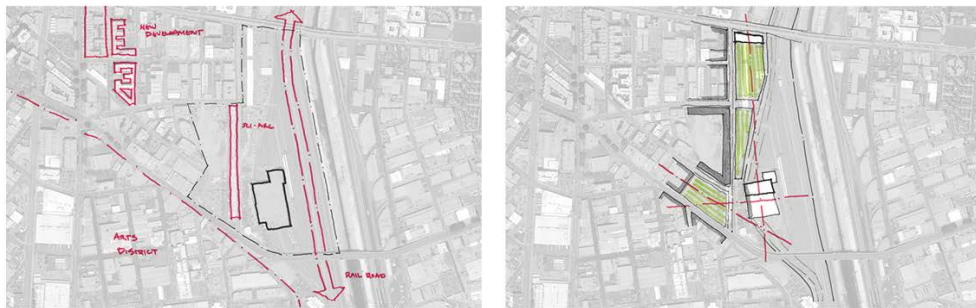 NEW
DEVELOPMENT
SCI-ARC
ARTS
DISTRICT
RAIL ROAD